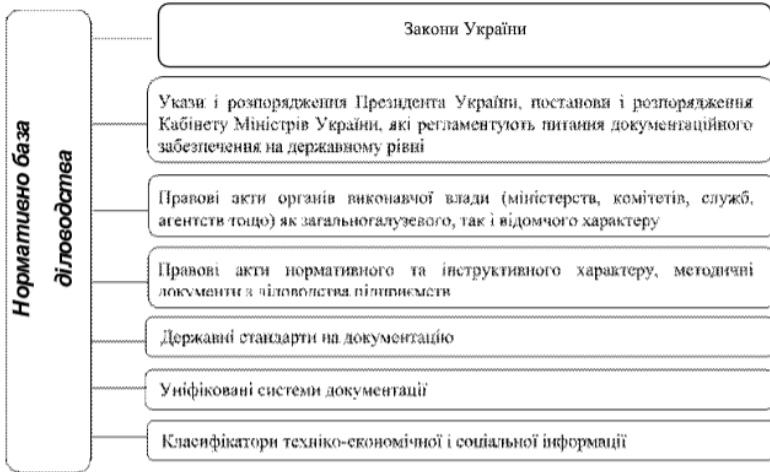 Нормативно база
діловодства
Закони України
Укази і розпорядження Президента України, постанови і розпорядження
Кабінету Міністрів України, які регламентують питання документаційного
забезпечення на державному рівні
Правові акти органів виконавчої влади (міністерств, комітетів, служб,
агентств тощо) як загальногалузевого, так і відомчого характеру
Правові акти нормативного та інструктивного характеру, методичні
документи з діловодства підприємств
Державні стандарти на документацію
Уніфіковані системи документації
Класифікатори техніко-економічної і соціальної інформації